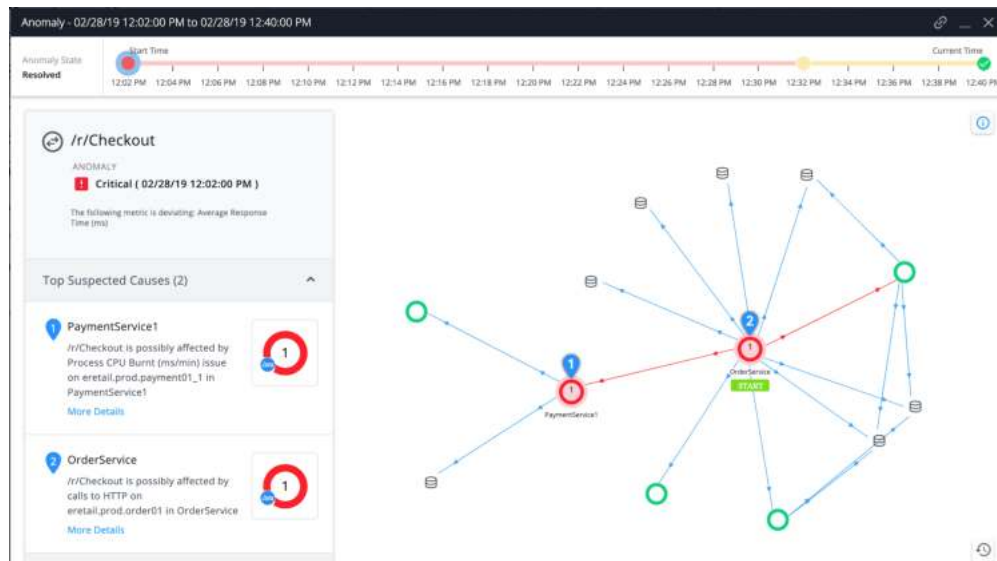 Anomaly - 02/28/19 12:02:00 PM to 02/28/19 12:40:00 PM
Anomaly State
Resolved
Start Time
Current Time
12:02 PM 12:04 PM 12:06 PM 12:08 PM 12:10 PM 12:12 PM 12:14 PM 12:16 PM 12:18 PM 12:20 PM 12:22 PM 12:24 PM 12:26 PM 12:28 PM 12:30 PM 12:32 PM 12:34 PM 12:36 PM 12:38 PM 12:40 PM
/r/Checkout
ANOMALY
Critical ( 02/28/19 12:02:00 PM )
The following metric is deviating: Average Response
Time (ms)
Top Suspected Causes (2)
1
PaymentService1
/r/Checkout is possibly affected by
Process CPU Burnt (ms/min) issue
on eretail.prod.payment01_1 in
PaymentService1
More Details
1
2
OrderService
/r/Checkout is possibly affected by
calls to HTTP on
eretail.prod.order01 in OrderService
More Details
1
2
1
OrderService
START
1
1
PaymentService1